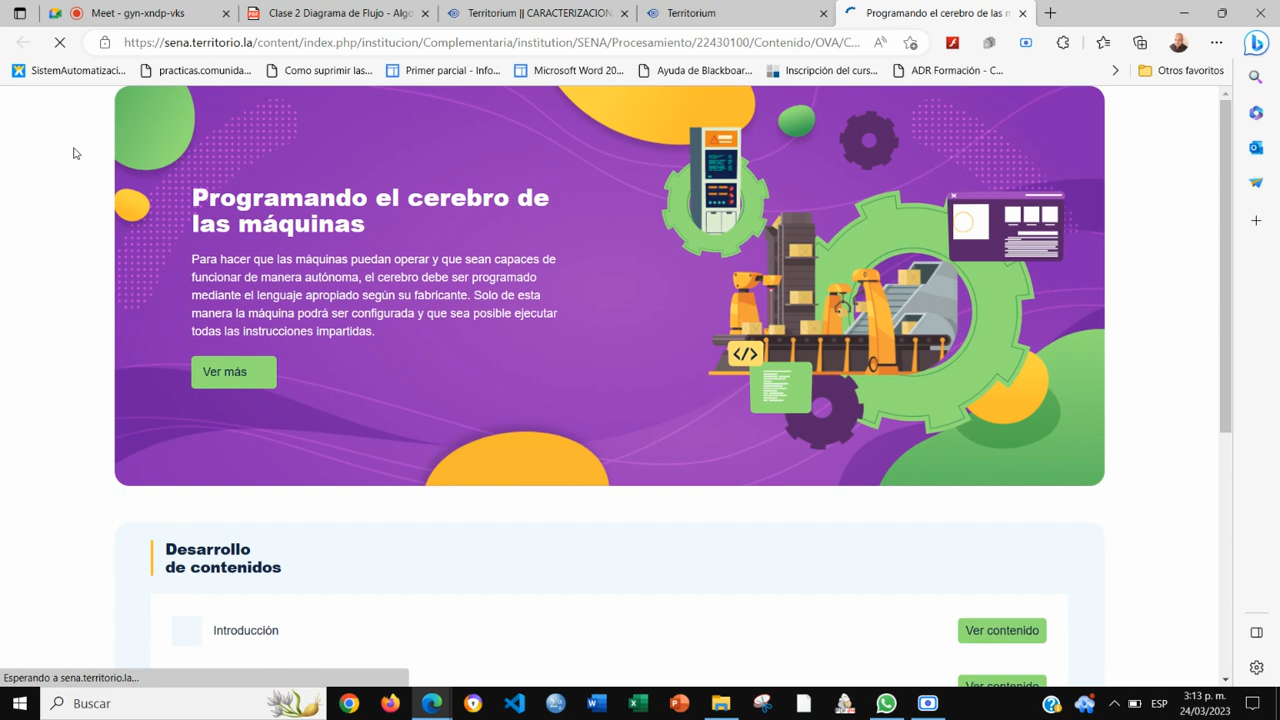 Meet - gyn-xndp-vks
Clase 2 Diagrama de Flujo - Algo
Territorium || CARACTERIZACION
Territorium
Programando el cerebro de las m
https://sena.territorio.la/content/index.php/institucion/Complementaria/institution/SENA/Procesamiento/22430100/Contenido/OVA/C...
SistemAutomatizaci...
practicas.comunida...
Como suprimir las...
Primer parcial - Info...
Microsoft Word 20...
Ayuda de Blackboar...
Inscripción del curs...
ADR Formación - C...
Otros favoritos
Programando el cerebro de
las máquinas
Para hacer que las máquinas puedan operar y que sean capaces de
funcionar de manera autónoma, el cerebro debe ser programado
mediante el lenguaje apropiado según su fabricante. Solo de esta
manera la máquina podrá ser configurada y que sea posible ejecutar
todas las instrucciones impartidas.
Ver más
</>
Desarrollo
de contenidos
Introducción
Ver contenido
Ver contenido
Esperando a sena.territorio.la...
Buscar
ESP
3:13 p. m.
24/03/2023